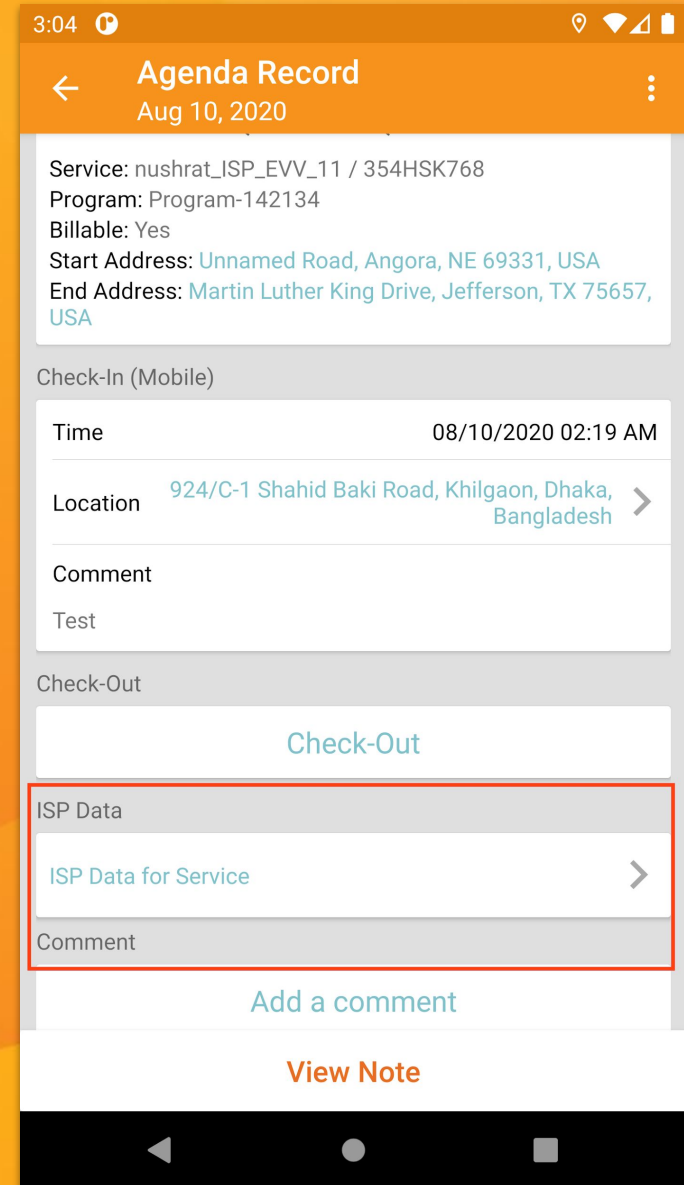 3:04
Agenda Record
Aug 10, 2020
Service: nushrat_ISP_EVV_11 / 354HSK768
Program: Program-142134
Billable: Yes
Start Address: Unnamed Road, Angora, NE 69331, USA
End Address: Martin Luther King Drive, Jefferson, TX 75657,
USA
Check-In (Mobile)
Time 08/10/2020 02:19 AM
Location 924/C-1 Shahid Baki Road, Khilgaon, Dhaka,
Bangladesh
Comment
Test
Check-Out
Check-Out
ISP Data
ISP Data for Service
Comment
Add a comment
View Note